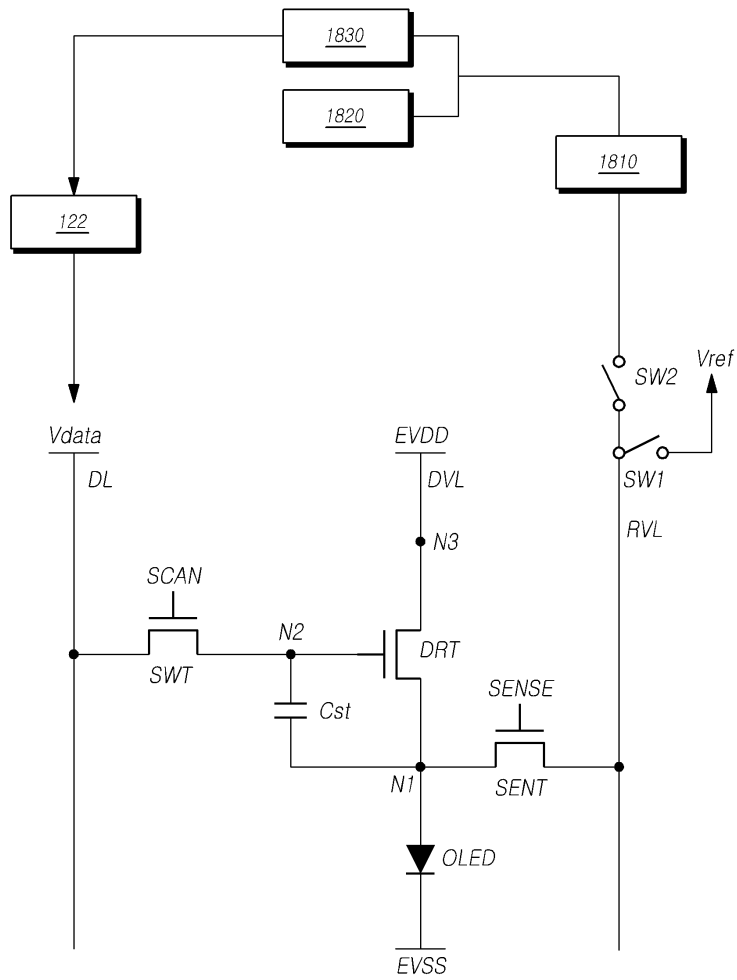 1830
1820
1810
122
Vref
SW2
Vdata
EVDD
DL
DVL
SW1
RVL
N3
SCAN
N2
DRT
SWT
SENSE
Cst
N1
SENT
OLED
EVSS